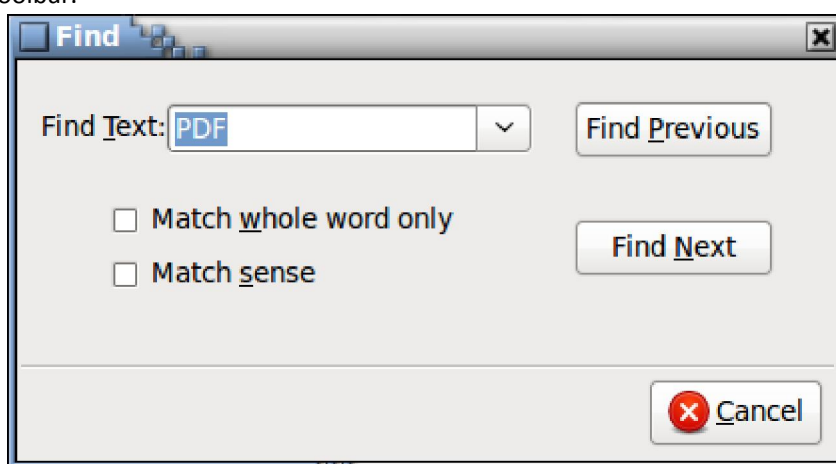 Find
Find Text: PDF
Find Previous
Match whole word only
Find Next
Match sense
Cancel